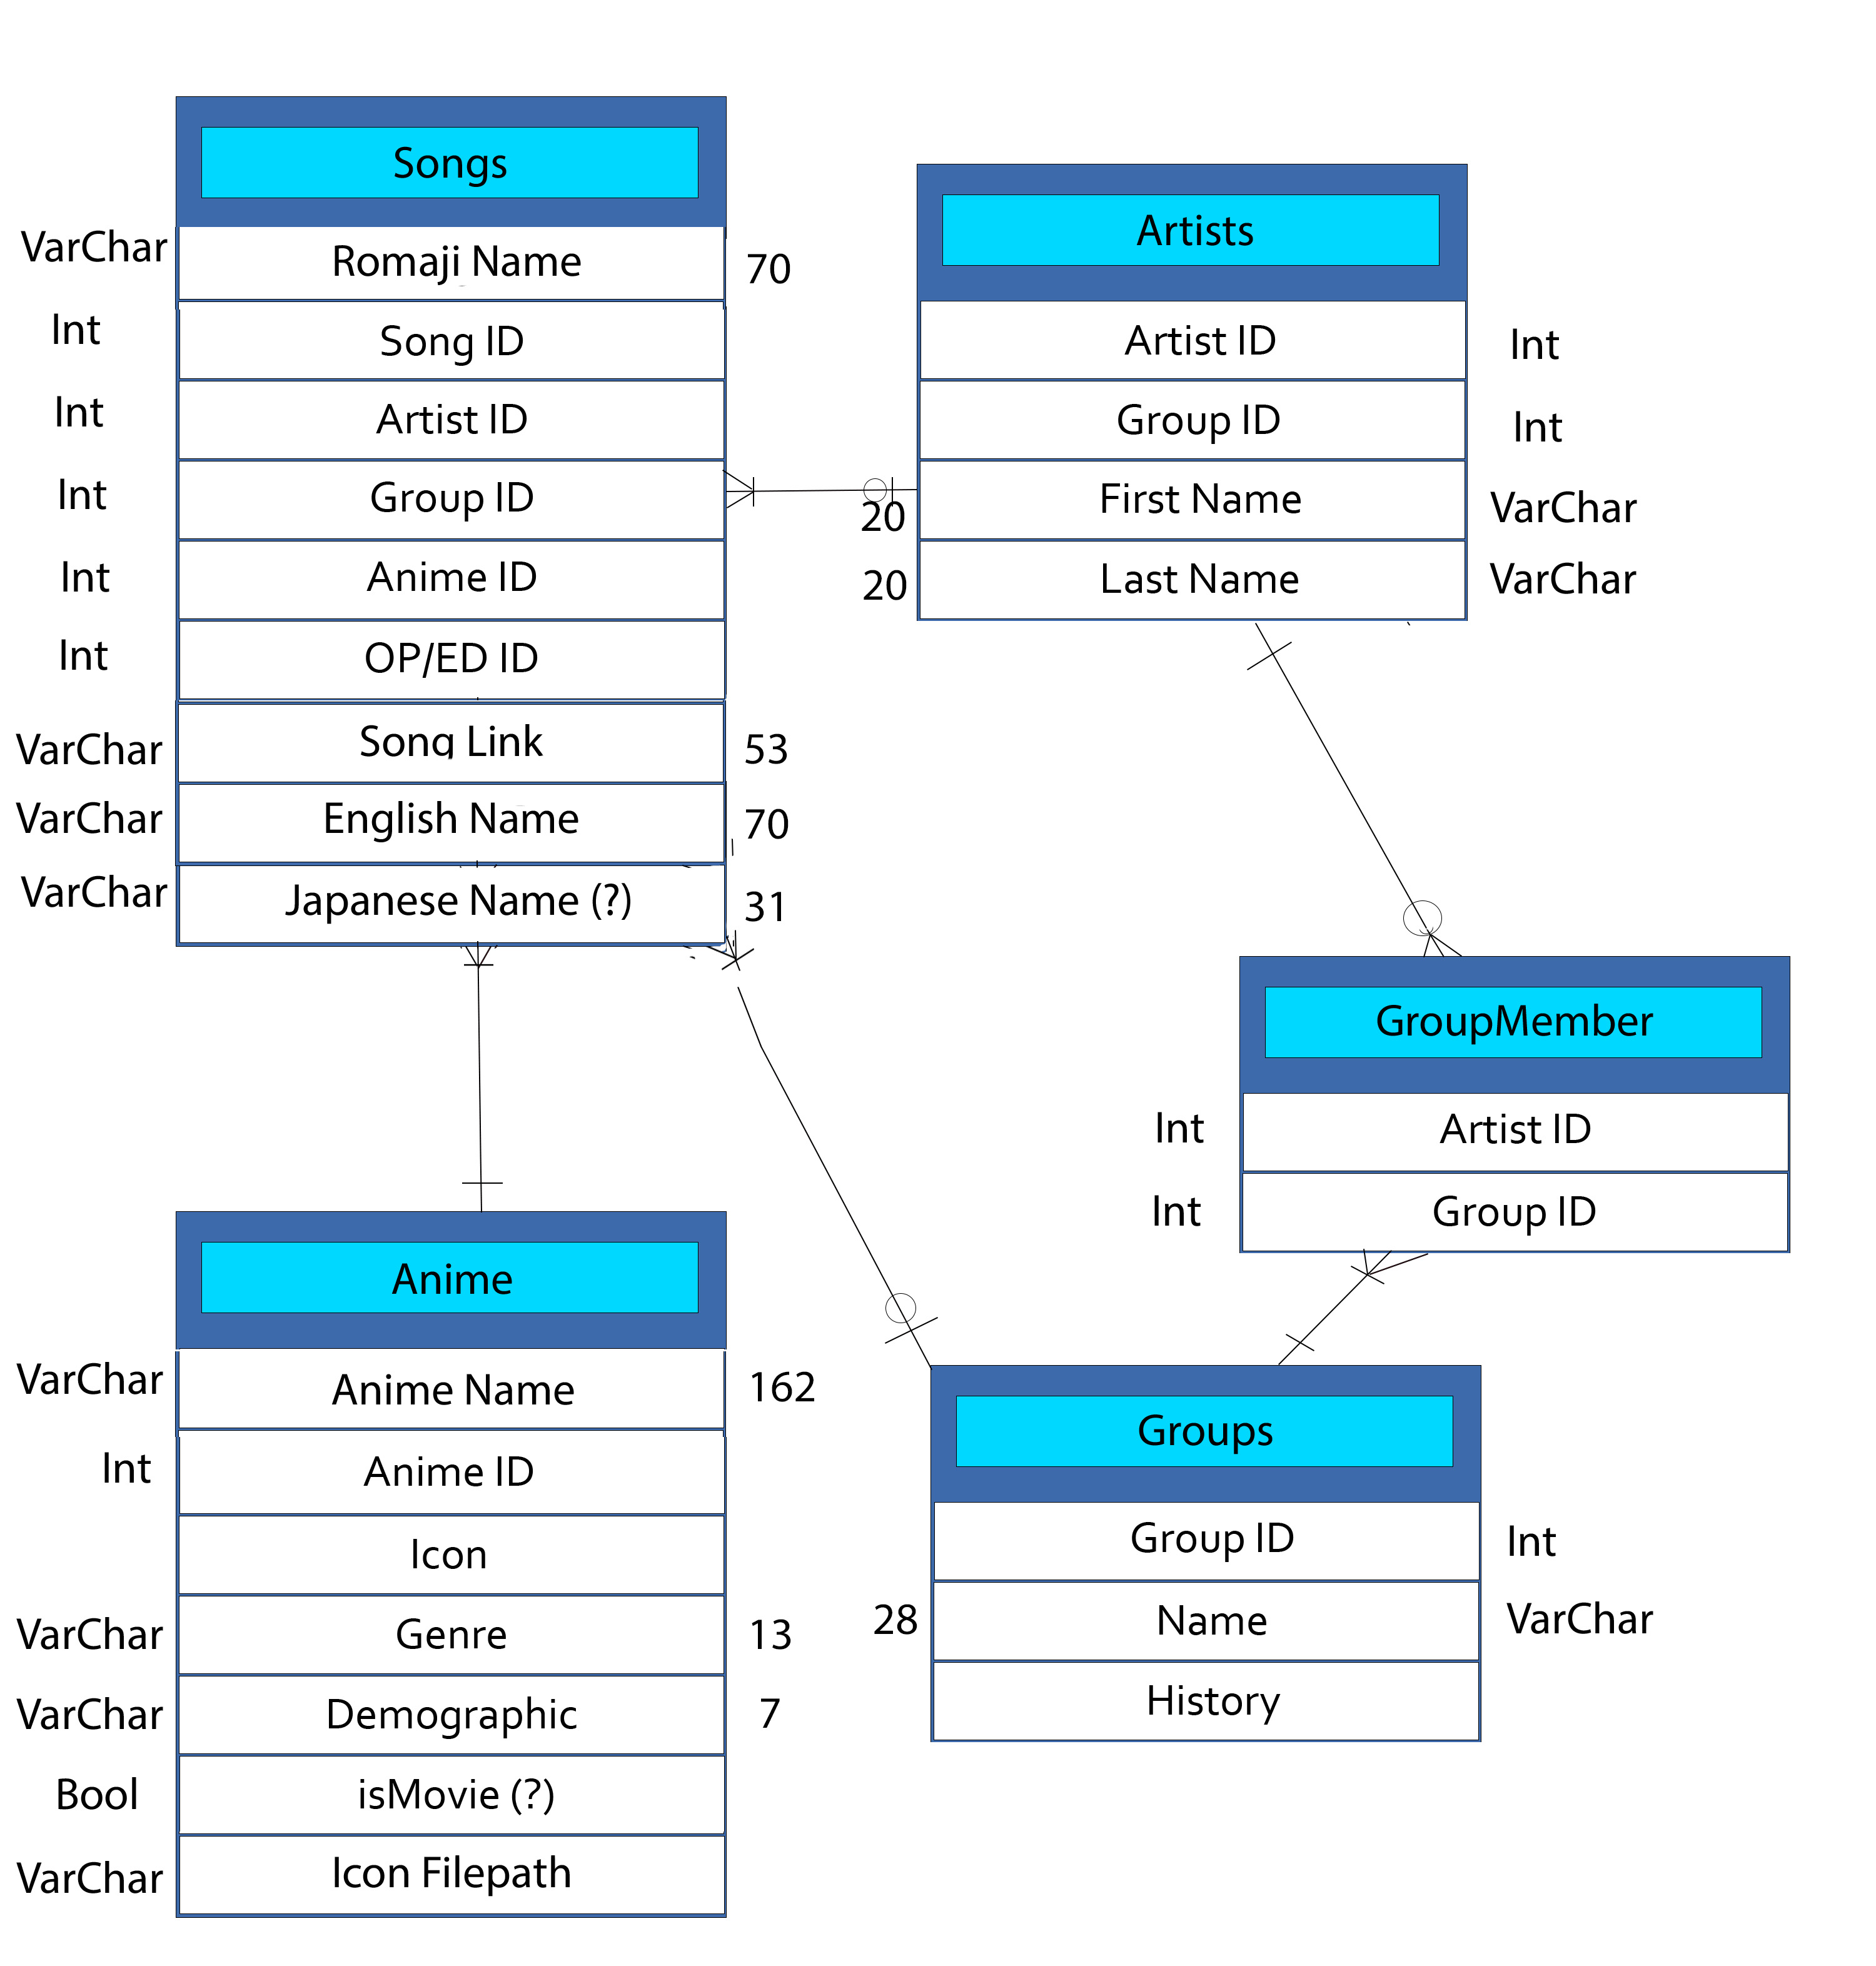 Songs
VarChar Romaji Name 70
Int Song ID
Int Artist ID
Int Group ID
Int Anime ID
Int OP/ED ID
VarChar Song Link 53
VarChar English Name 70
VarChar Japanese Name (?) 31
Artists
Artist ID Int
Group ID Int
20 First Name VarChar
20 Last Name VarChar
GroupMember
Int Artist ID
Int Group ID
Anime
VarChar Anime Name 162
Int Anime ID
Icon
VarChar Genre 13
VarChar Demographic 7
Bool isMovie (?)
VarChar Icon Filepath
Groups
Group ID Int
28 Name VarChar
History